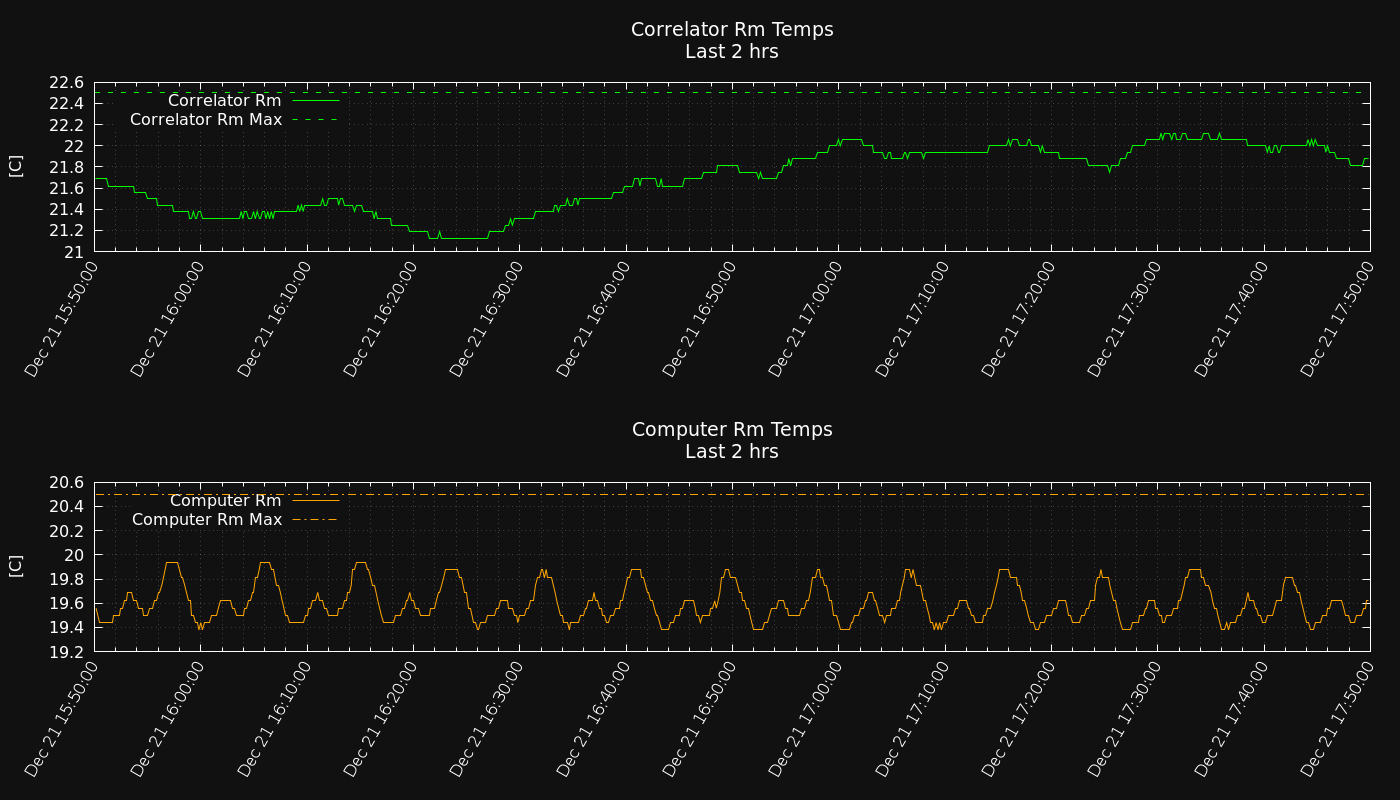 Correlator Rm Temps
Last 2 hrs
22.6
22.4
22.2
22
21.8
21.6
21.4
21.2
21
[C]
Correlator Rm
Correlator Rm Max
Dec 21 15:50:00
Dec 21 16:00:00
Dec 21 16:10:00
Dec 21 16:20:00
Dec 21 16:30:00
Dec 21 16:40:00
Dec 21 16:50:00
Dec 21 17:00:00
Dec 21 17:10:00
Dec 21 17:20:00
Dec 21 17:30:00
Dec 21 17:40:00
Dec 21 17:50:00
Computer Rm Temps
Last 2 hrs
20.6
20.4
20.2
20
19.8
19.6
19.4
19.2
[C]
Computer Rm
Computer Rm Max
Dec 21 15:50:00
Dec 21 16:00:00
Dec 21 16:10:00
Dec 21 16:20:00
Dec 21 16:30:00
Dec 21 16:40:00
Dec 21 16:50:00
Dec 21 17:00:00
Dec 21 17:10:00
Dec 21 17:20:00
Dec 21 17:30:00
Dec 21 17:40:00
Dec 21 17:50:00